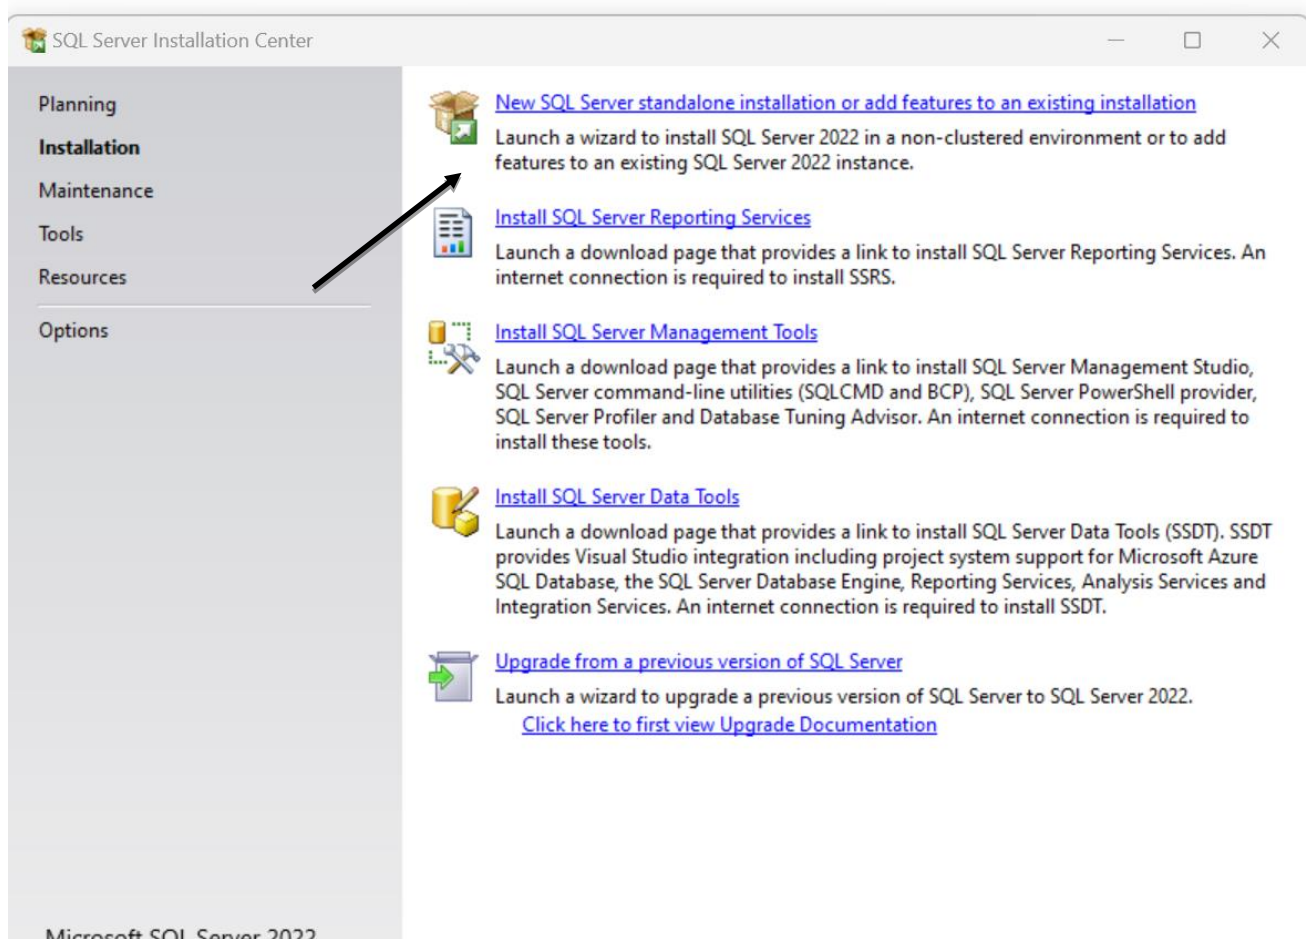 SQL Server Installation Center
Planning
Installation
Maintenance
Tools
Resources
Options
New SQL Server standalone installation or add features to an existing installation
Launch a wizard to install SQL Server 2022 in a non-clustered environment or to add
features to an existing SQL Server 2022 instance.
Install SQL Server Reporting Services
Launch a download page that provides a link to install SQL Server Reporting Services. An
internet connection is required to install SSRS.
Install SQL Server Management Tools
Launch a download page that provides a link to install SQL Server Management Studio,
SQL Server command-line utilities (SQLCMD and BCP), SQL Server PowerShell provider,
SQL Server Profiler and Database Tuning Advisor. An internet connection is required to
install these tools.
Install SQL Server Data Tools
Launch a download page that provides a link to install SQL Server Data Tools (SSDT). SSDT
provides Visual Studio integration including project system support for Microsoft Azure
SQL Database, the SQL Server Database Engine, Reporting Services, Analysis Services and
Integration Services. An internet connection is required to install SSDT.
Upgrade from a previous version of SQL Server
Launch a wizard to upgrade a previous version of SQL Server to SQL Server 2022.
Click here to first view Upgrade Documentation
Microsoft SQL Server 2022